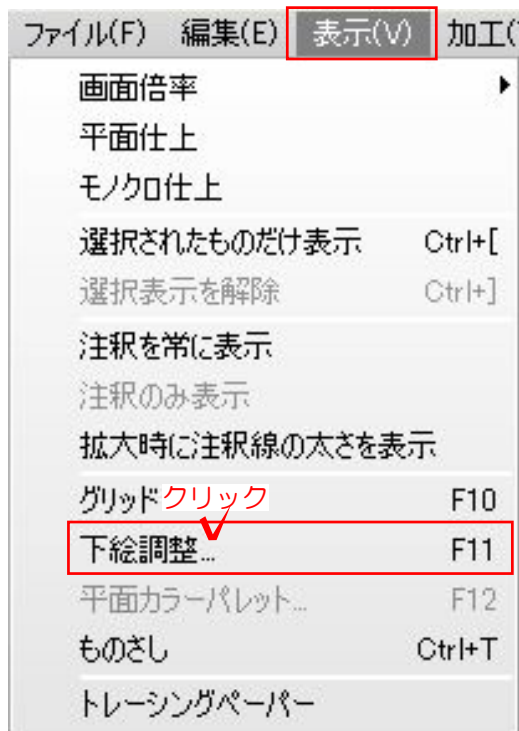 ファイル(F) 編集(E) 表示(V) 加工(
画面倍率
平面仕上
モノクロ仕上
選択されたものだけ表示 Ctrl+[
選択表示を解除 Ctrl+]
注釈を常に表示
注釈のみ表示
拡大時に注釈線の太さを表示
グリッド クリック F10
下絵調整... F11
平面カラーパレット... F12
ものさし Ctrl+T
トレーシングペーパー